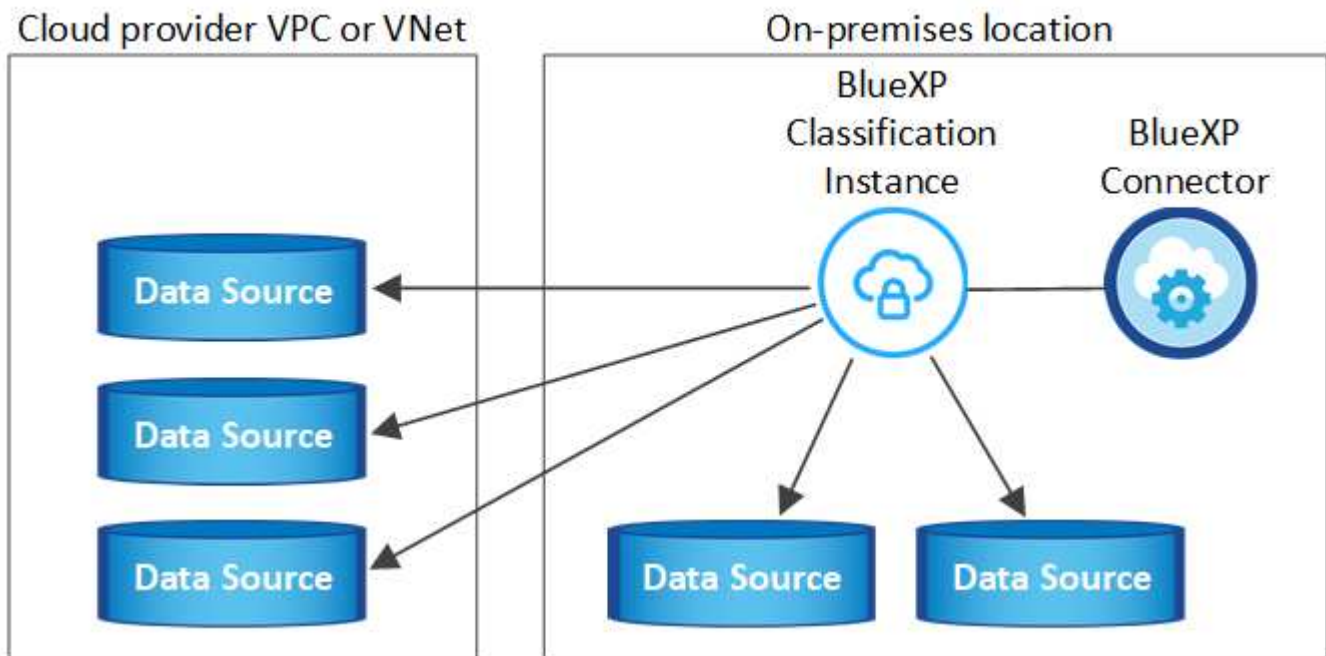 Cloud provider VPC or VNet
On-premises location
BlueXP
Classification
Instance
BlueXP
Connector
Data Source
Data Source
Data Source
Data Source
Data Source